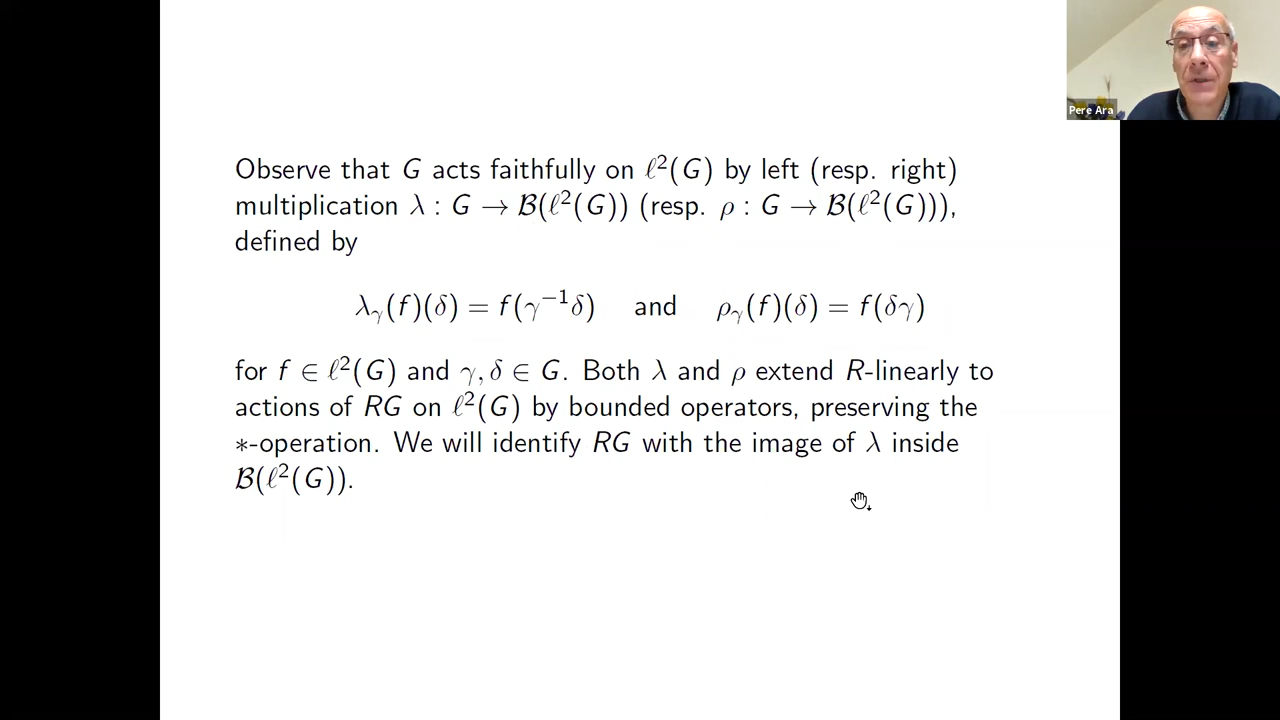 Pere Ara
Observe that G acts faithfully on ℓ²(G) by left (resp. right)
multiplication λ : G → ℬ(ℓ²(G)) (resp. ρ : G → ℬ(ℓ²(G))),
defined by
λ_γ(f)(δ) = f(γ⁻¹δ) and ρ_γ(f)(δ) = f(δγ)
for f ∈ ℓ²(G) and γ, δ ∈ G. Both λ and ρ extend R-linearly to
actions of RG on ℓ²(G) by bounded operators, preserving the
∗-operation. We will identify RG with the image of λ inside
ℬ(ℓ²(G)).